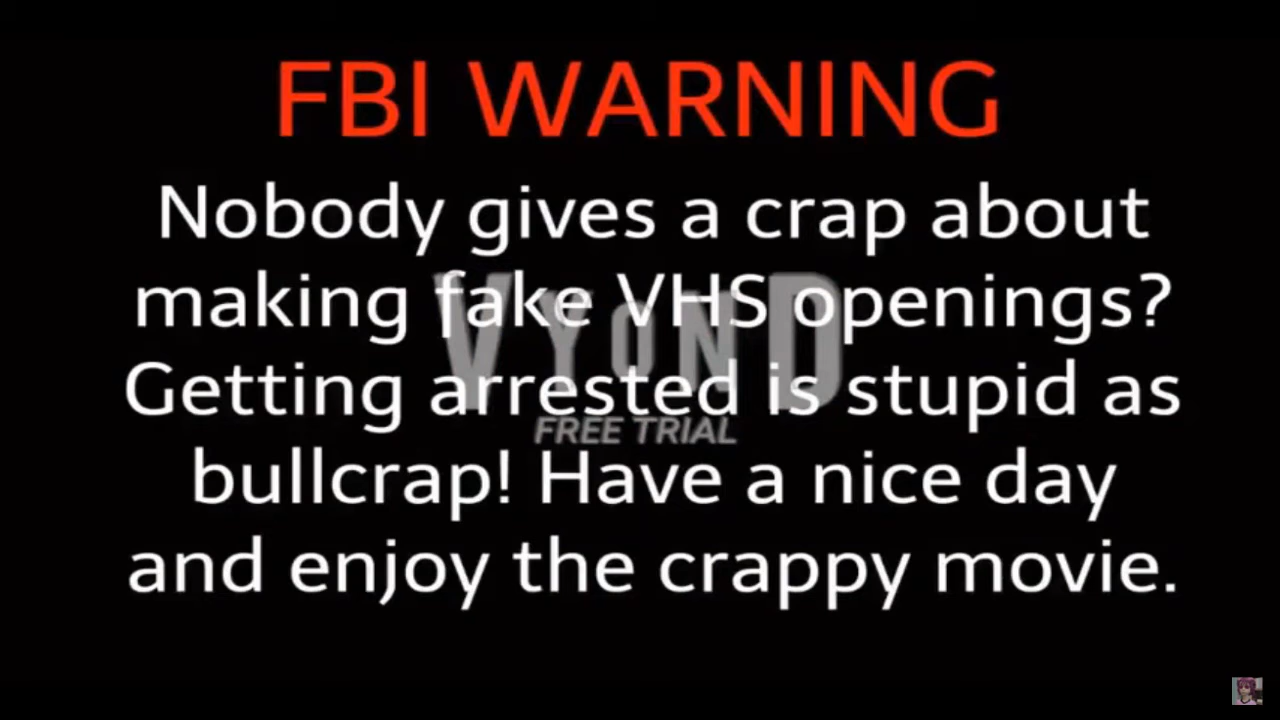 FBI WARNING
Nobody gives a crap about
making fake VHS openings?
Getting arrested is stupid as
bullcrap! Have a nice day
and enjoy the crappy movie.
VYOND
FREE TRIAL